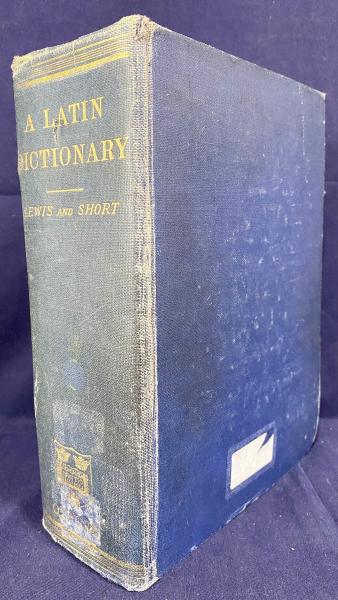 A LATIN
DICTIONARY
LEWIS AND SHORT